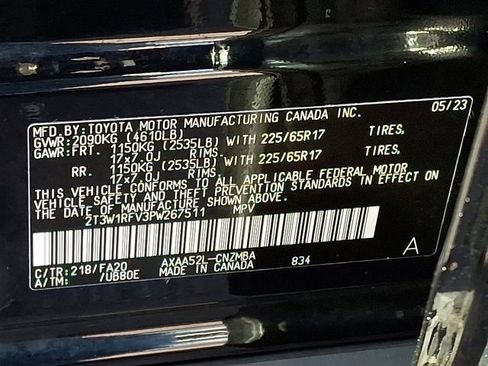 MFD.BY:TOYOTA MOTOR MANUFACTURING CANADA INC. 05/23
GVWR:2090KG (4610LB)
GAWR:FRT. 1150KG (2535LB) WITH 225/65R17 TIRES.
17x7.0J RIMS.
RR. 1150KG (2535LB) WITH 225/65R17 TIRES.
17x7.0J RIMS.
THIS VEHICLE CONFORMS TO ALL APPLICABLE FEDERAL MOTOR
VEHICLE SAFETY AND THEFT PREVENTION STANDARDS IN EFFECT ON
THE DATE OF MANUFACTURE SHOWN ABOVE.
2T3W1RFV3PW267511 MPV
C/TR:218/FA20 AXAA52L-CNZMBA 834 A
A/TM: /UB80E MADE IN CANADA